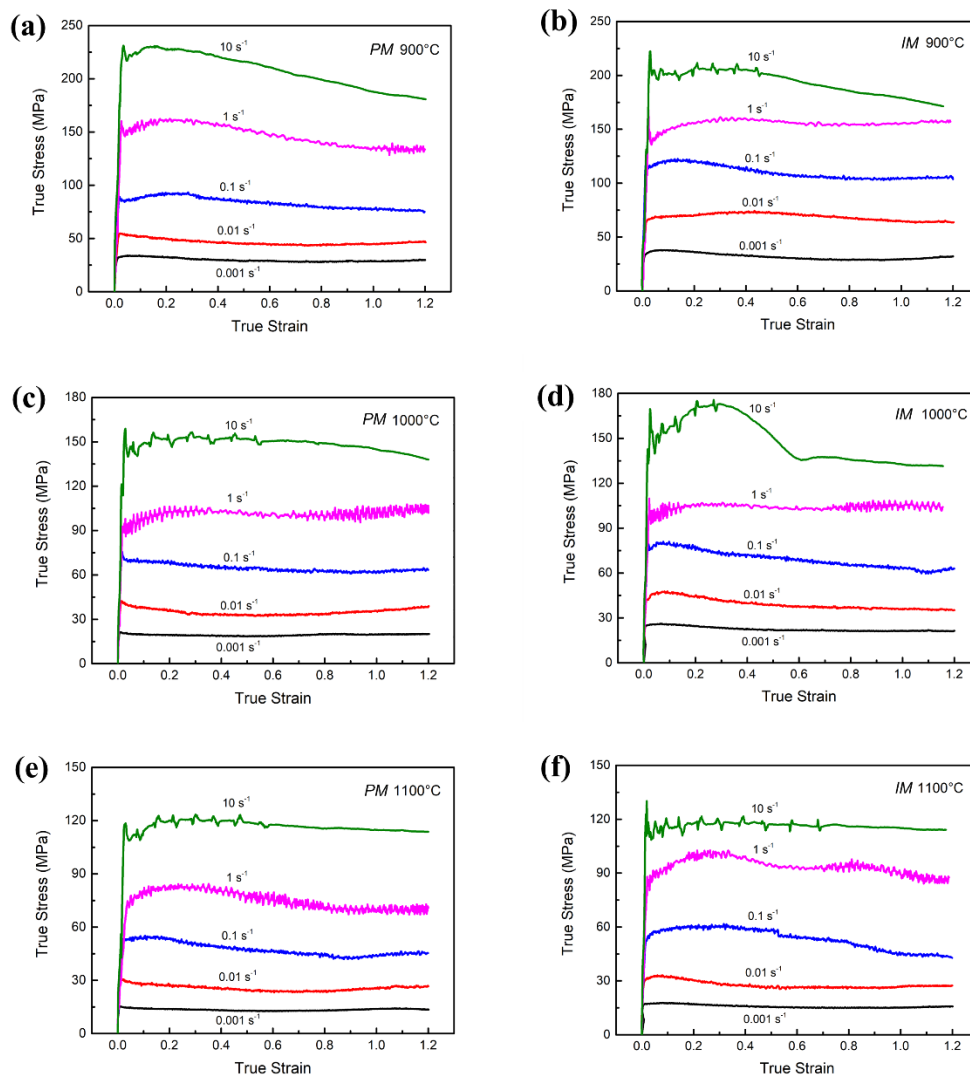 (a)
PM 900°C
250
200
150
100
50
0
True Stress (MPa)
10 s⁻¹
1 s⁻¹
0.1 s⁻¹
0.01 s⁻¹
0.001 s⁻¹
0.0 0.2 0.4 0.6 0.8 1.0 1.2
True Strain
(b)
IM 900°C
250
200
150
100
50
0
True Stress (MPa)
10 s⁻¹
1 s⁻¹
0.1 s⁻¹
0.01 s⁻¹
0.001 s⁻¹
0.0 0.2 0.4 0.6 0.8 1.0 1.2
True Strain
(c)
PM 1000°C
180
150
120
90
60
30
0
True Stress (MPa)
10 s⁻¹
1 s⁻¹
0.1 s⁻¹
0.01 s⁻¹
0.001 s⁻¹
0.0 0.2 0.4 0.6 0.8 1.0 1.2
True Strain
(d)
IM 1000°C
180
150
120
90
60
30
0
True Stress (MPa)
10 s⁻¹
1 s⁻¹
0.1 s⁻¹
0.01 s⁻¹
0.001 s⁻¹
0.0 0.2 0.4 0.6 0.8 1.0 1.2
True Strain
(e)
PM 1100°C
150
120
90
60
30
0
True Stress (MPa)
10 s⁻¹
1 s⁻¹
0.1 s⁻¹
0.01 s⁻¹
0.001 s⁻¹
0.0 0.2 0.4 0.6 0.8 1.0 1.2
True Strain
(f)
IM 1100°C
150
120
90
60
30
0
True Stress (MPa)
10 s⁻¹
1 s⁻¹
0.1 s⁻¹
0.01 s⁻¹
0.001 s⁻¹
0.0 0.2 0.4 0.6 0.8 1.0 1.2
True Strain